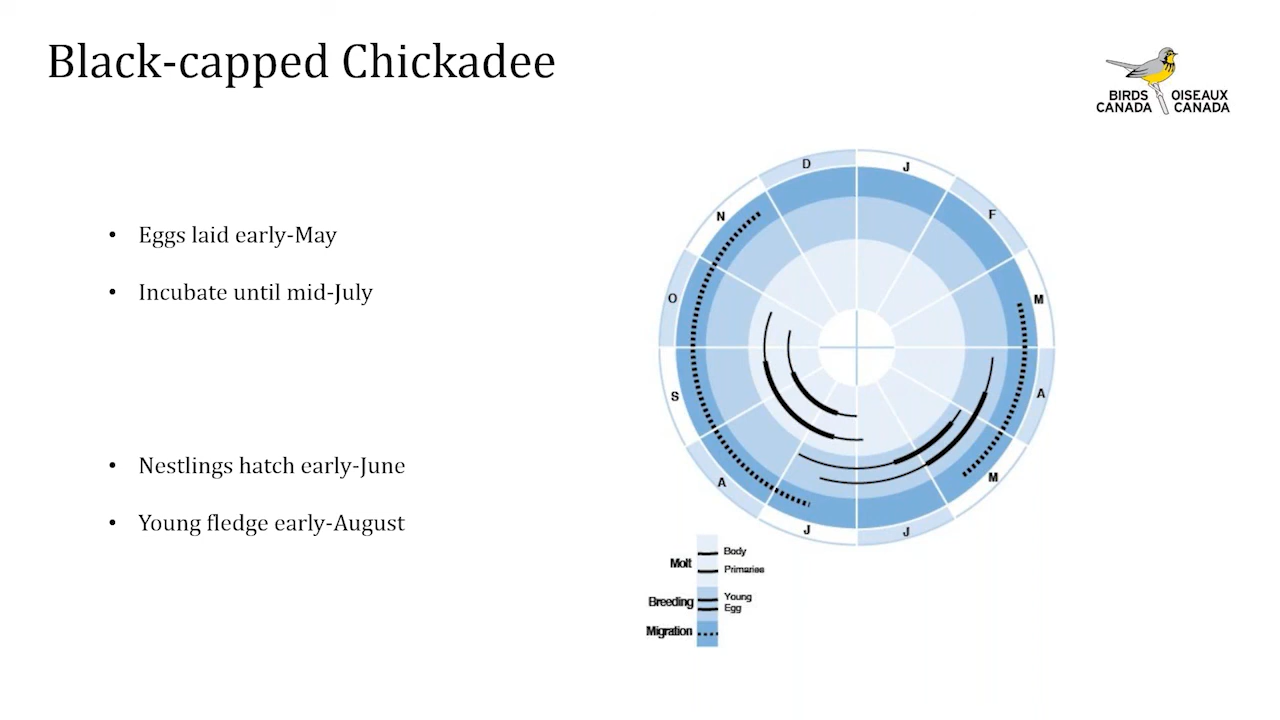 Black-capped Chickadee
BIRDS CANADA
OISEAUX CANADA
• Eggs laid early-May
• Incubate until mid-July
• Nestlings hatch early-June
• Young fledge early-August
D
J
N
F
O
M
S
A
A
M
J
J
Molt
Body
Primaries
Breeding
Young
Egg
Migration